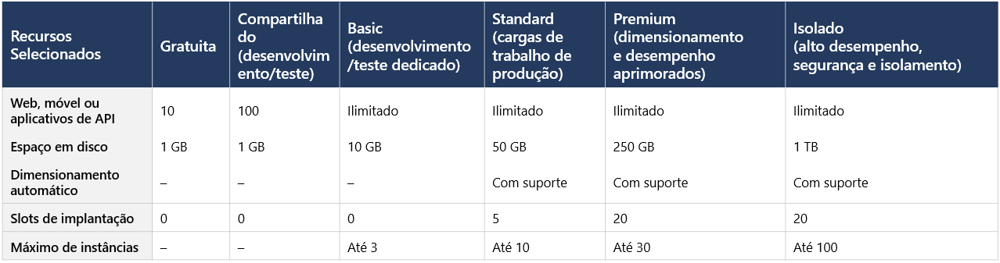 Recursos
Selecionados
Gratuita
Compartilha
do
(desenvolvim
ento/teste)
Basic
(desenvolvimento
/teste dedicado)
Standard
(cargas de
trabalho de
produção)
Premium
(dimensionamento
e desempenho
aprimorados)
Isolado
(alto desempenho,
segurança e isolamento)
Web, móvel ou
aplicativos de API
10
100
Ilimitado
Ilimitado
Ilimitado
Ilimitado
Espaço em disco
1 GB
1 GB
10 GB
50 GB
250 GB
1 TB
Dimensionamento
automático
–
–
–
Com suporte
Com suporte
Com suporte
Slots de implantação
0
0
0
5
20
20
Máximo de instâncias
–
–
Até 3
Até 10
Até 30
Até 100